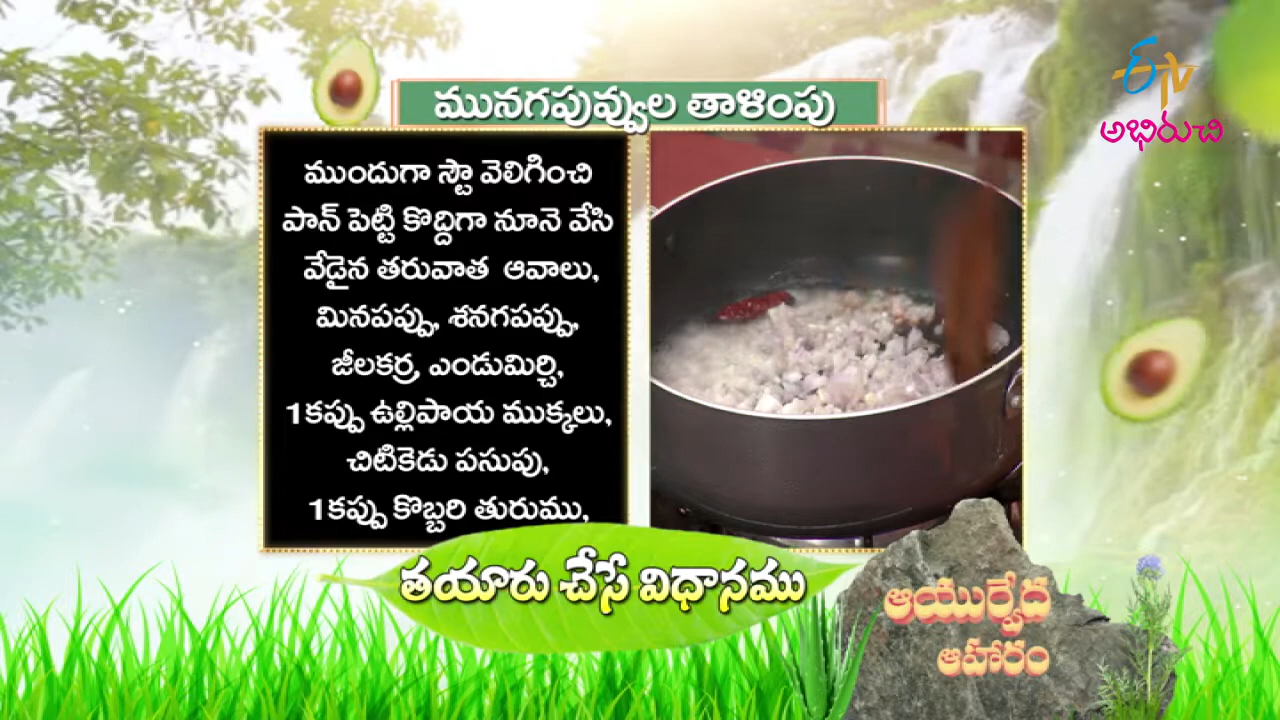 మునగపువ్వుల తాళింపు
ETV
అభిరుచి
ముందుగా స్టౌ వెలిగించి
పాన్ పెట్టి కొద్దిగా నూనె వేసి
వేడైన తరువాత ఆవాలు,
మినపప్పు, శనగపప్పు,
జీలకర్ర, ఎండుమిర్చి,
1కప్పు ఉల్లిపాయ ముక్కలు,
చిటికెడు పసుపు,
1కప్పు కొబ్బరి తురుము,
తయారు చేసే విధానము
ఆయుర్వేద
ఆహారం